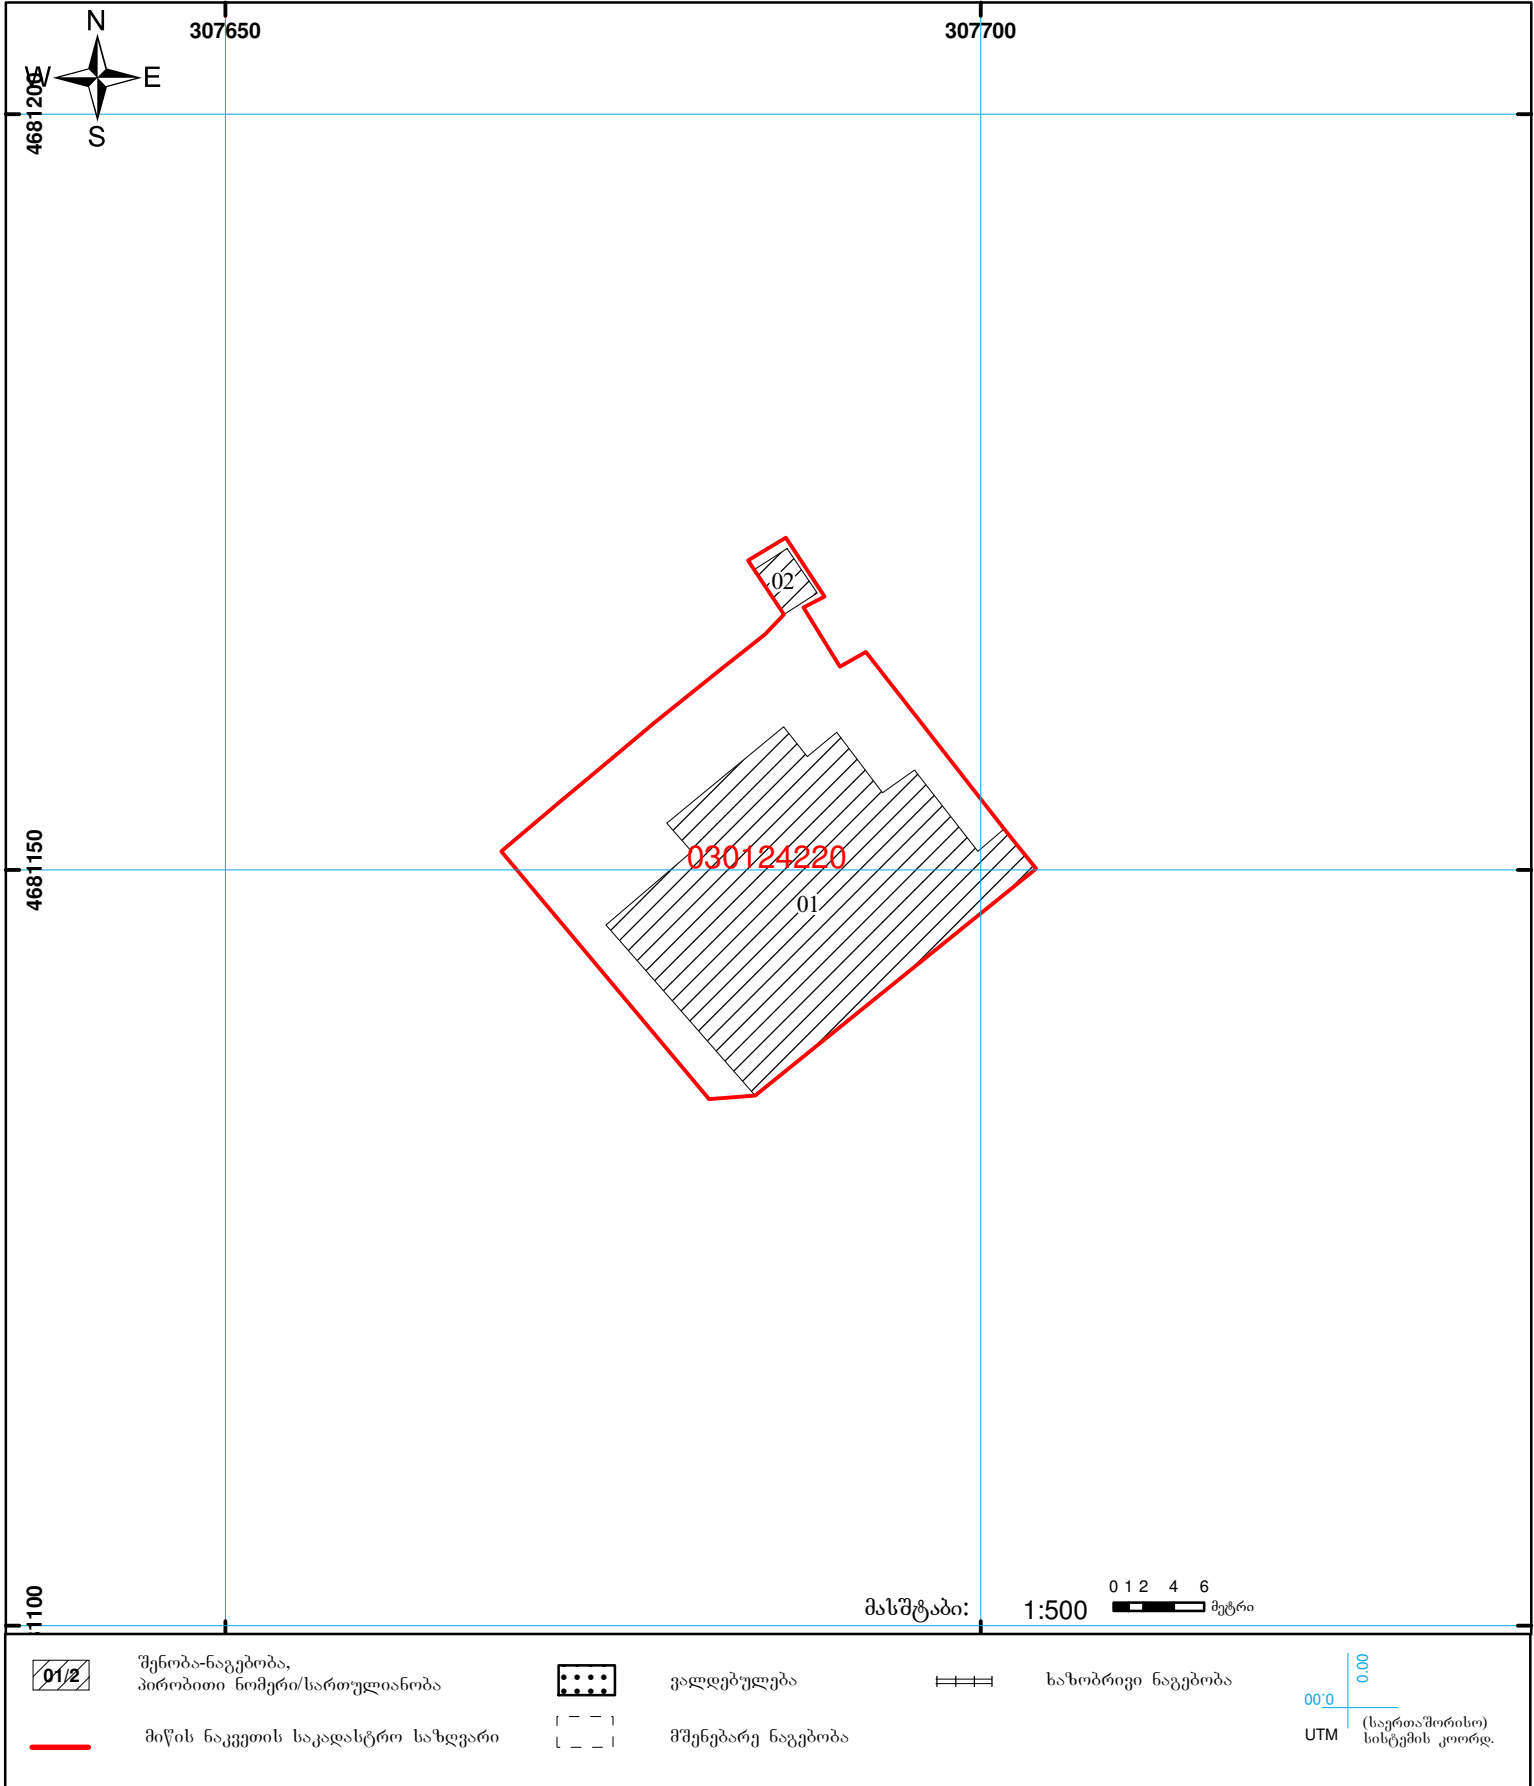 N
307650
307700
W
E
4681200
S
02
4681150
030124220
01
1100
მასშტაბი:
1:500
0 1 2 4 6
მეტრი
01/2
შენობა-ნაგებობა,
პირობითი ნომერი/სართულიანობა
ვალდებულება
ხაზობრივი ნაგებობა
0.00
00.0
UTM
(საერთაშორისო)
სისტემის კოორდ.
მიწის ნაკვეთის საკადასტრო საზღვარი
მშენებარე ნაგებობა